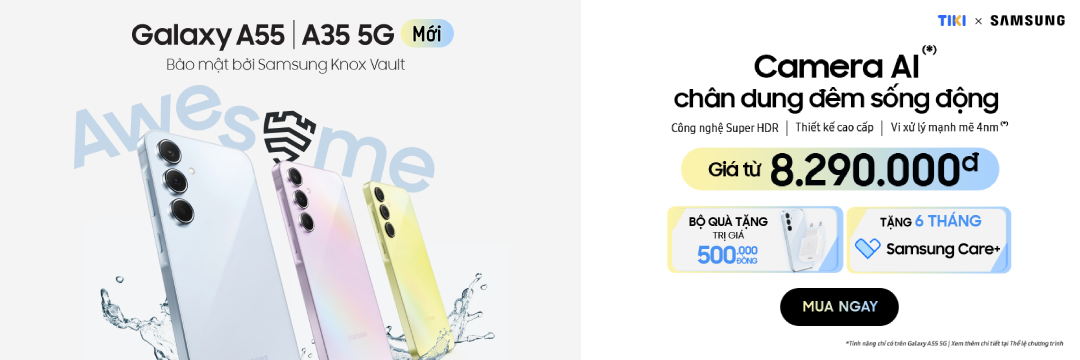 Galaxy A55 | A35 5G Mới
Bảo mật bởi Samsung Knox Vault
Awesome
TIKI × SAMSUNG
Camera AI(*)
chân dung đêm sống động
Công nghệ Super HDR | Thiết kế cao cấp | Vi xử lý mạnh mẽ 4nm(*)
Giá từ 8.290.000đ
BỘ QUÀ TẶNG
TRỊ GIÁ
500.000 ĐỒNG
TẶNG 6 THÁNG
Samsung Care+
MUA NGAY
*Tính năng chỉ có trên Galaxy A55 5G | Xem thêm chi tiết tại Thể lệ chương trình